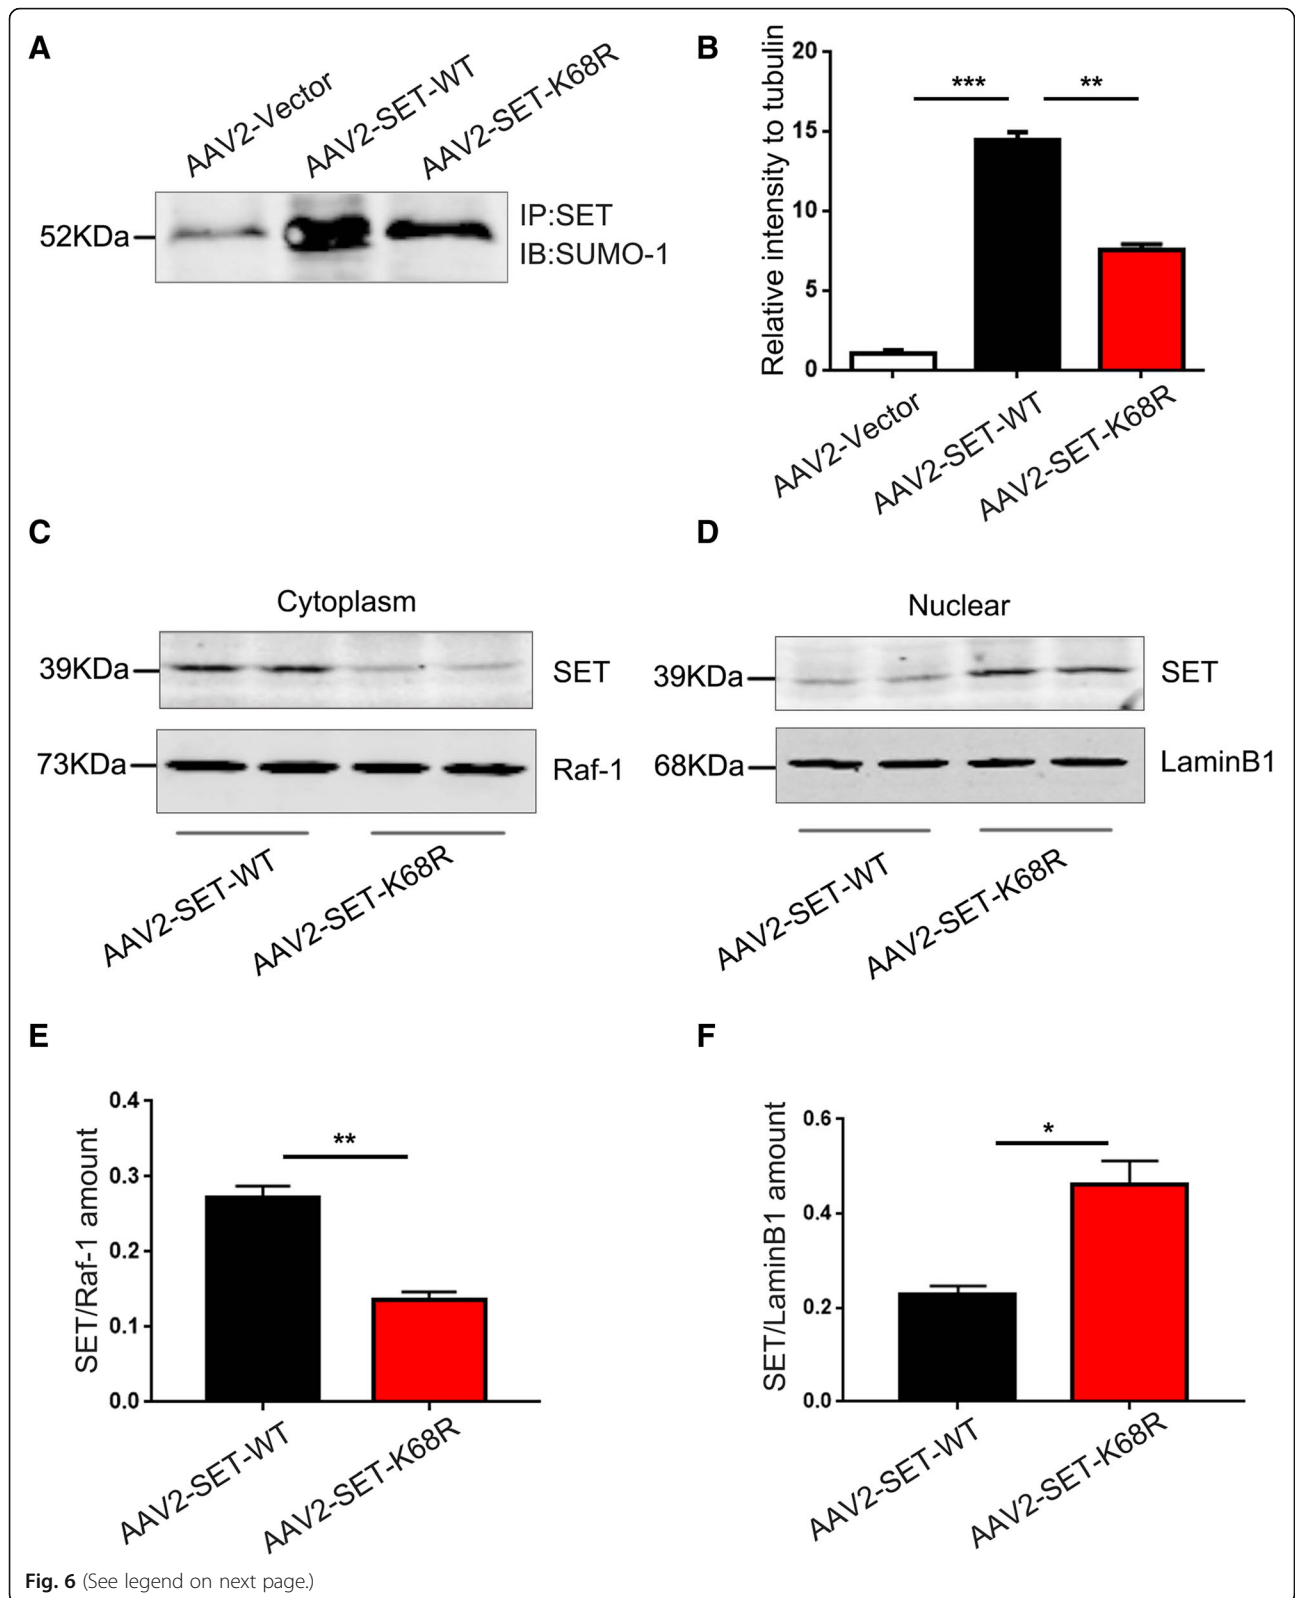 A
AAV2-Vector
AAV2-SET-WT
AAV2-SET-K68R
52KDa
IP:SET
IB:SUMO-1
B
Relative intensity to tubulin
20
15
10
5
0
***
**
AAV2-Vector
AAV2-SET-WT
AAV2-SET-K68R
C
Cytoplasm
39KDa
SET
73KDa
Raf-1
AAV2-SET-WT
AAV2-SET-K68R
D
Nuclear
39KDa
SET
68KDa
LaminB1
AAV2-SET-WT
AAV2-SET-K68R
E
SET/Raf-1 amount
0.4
0.3
0.2
0.1
0.0
**
AAV2-SET-WT
AAV2-SET-K68R
F
SET/LaminB1 amount
0.6
0.4
0.2
0.0
*
AAV2-SET-WT
AAV2-SET-K68R
Fig. 6 (See legend on next page.)